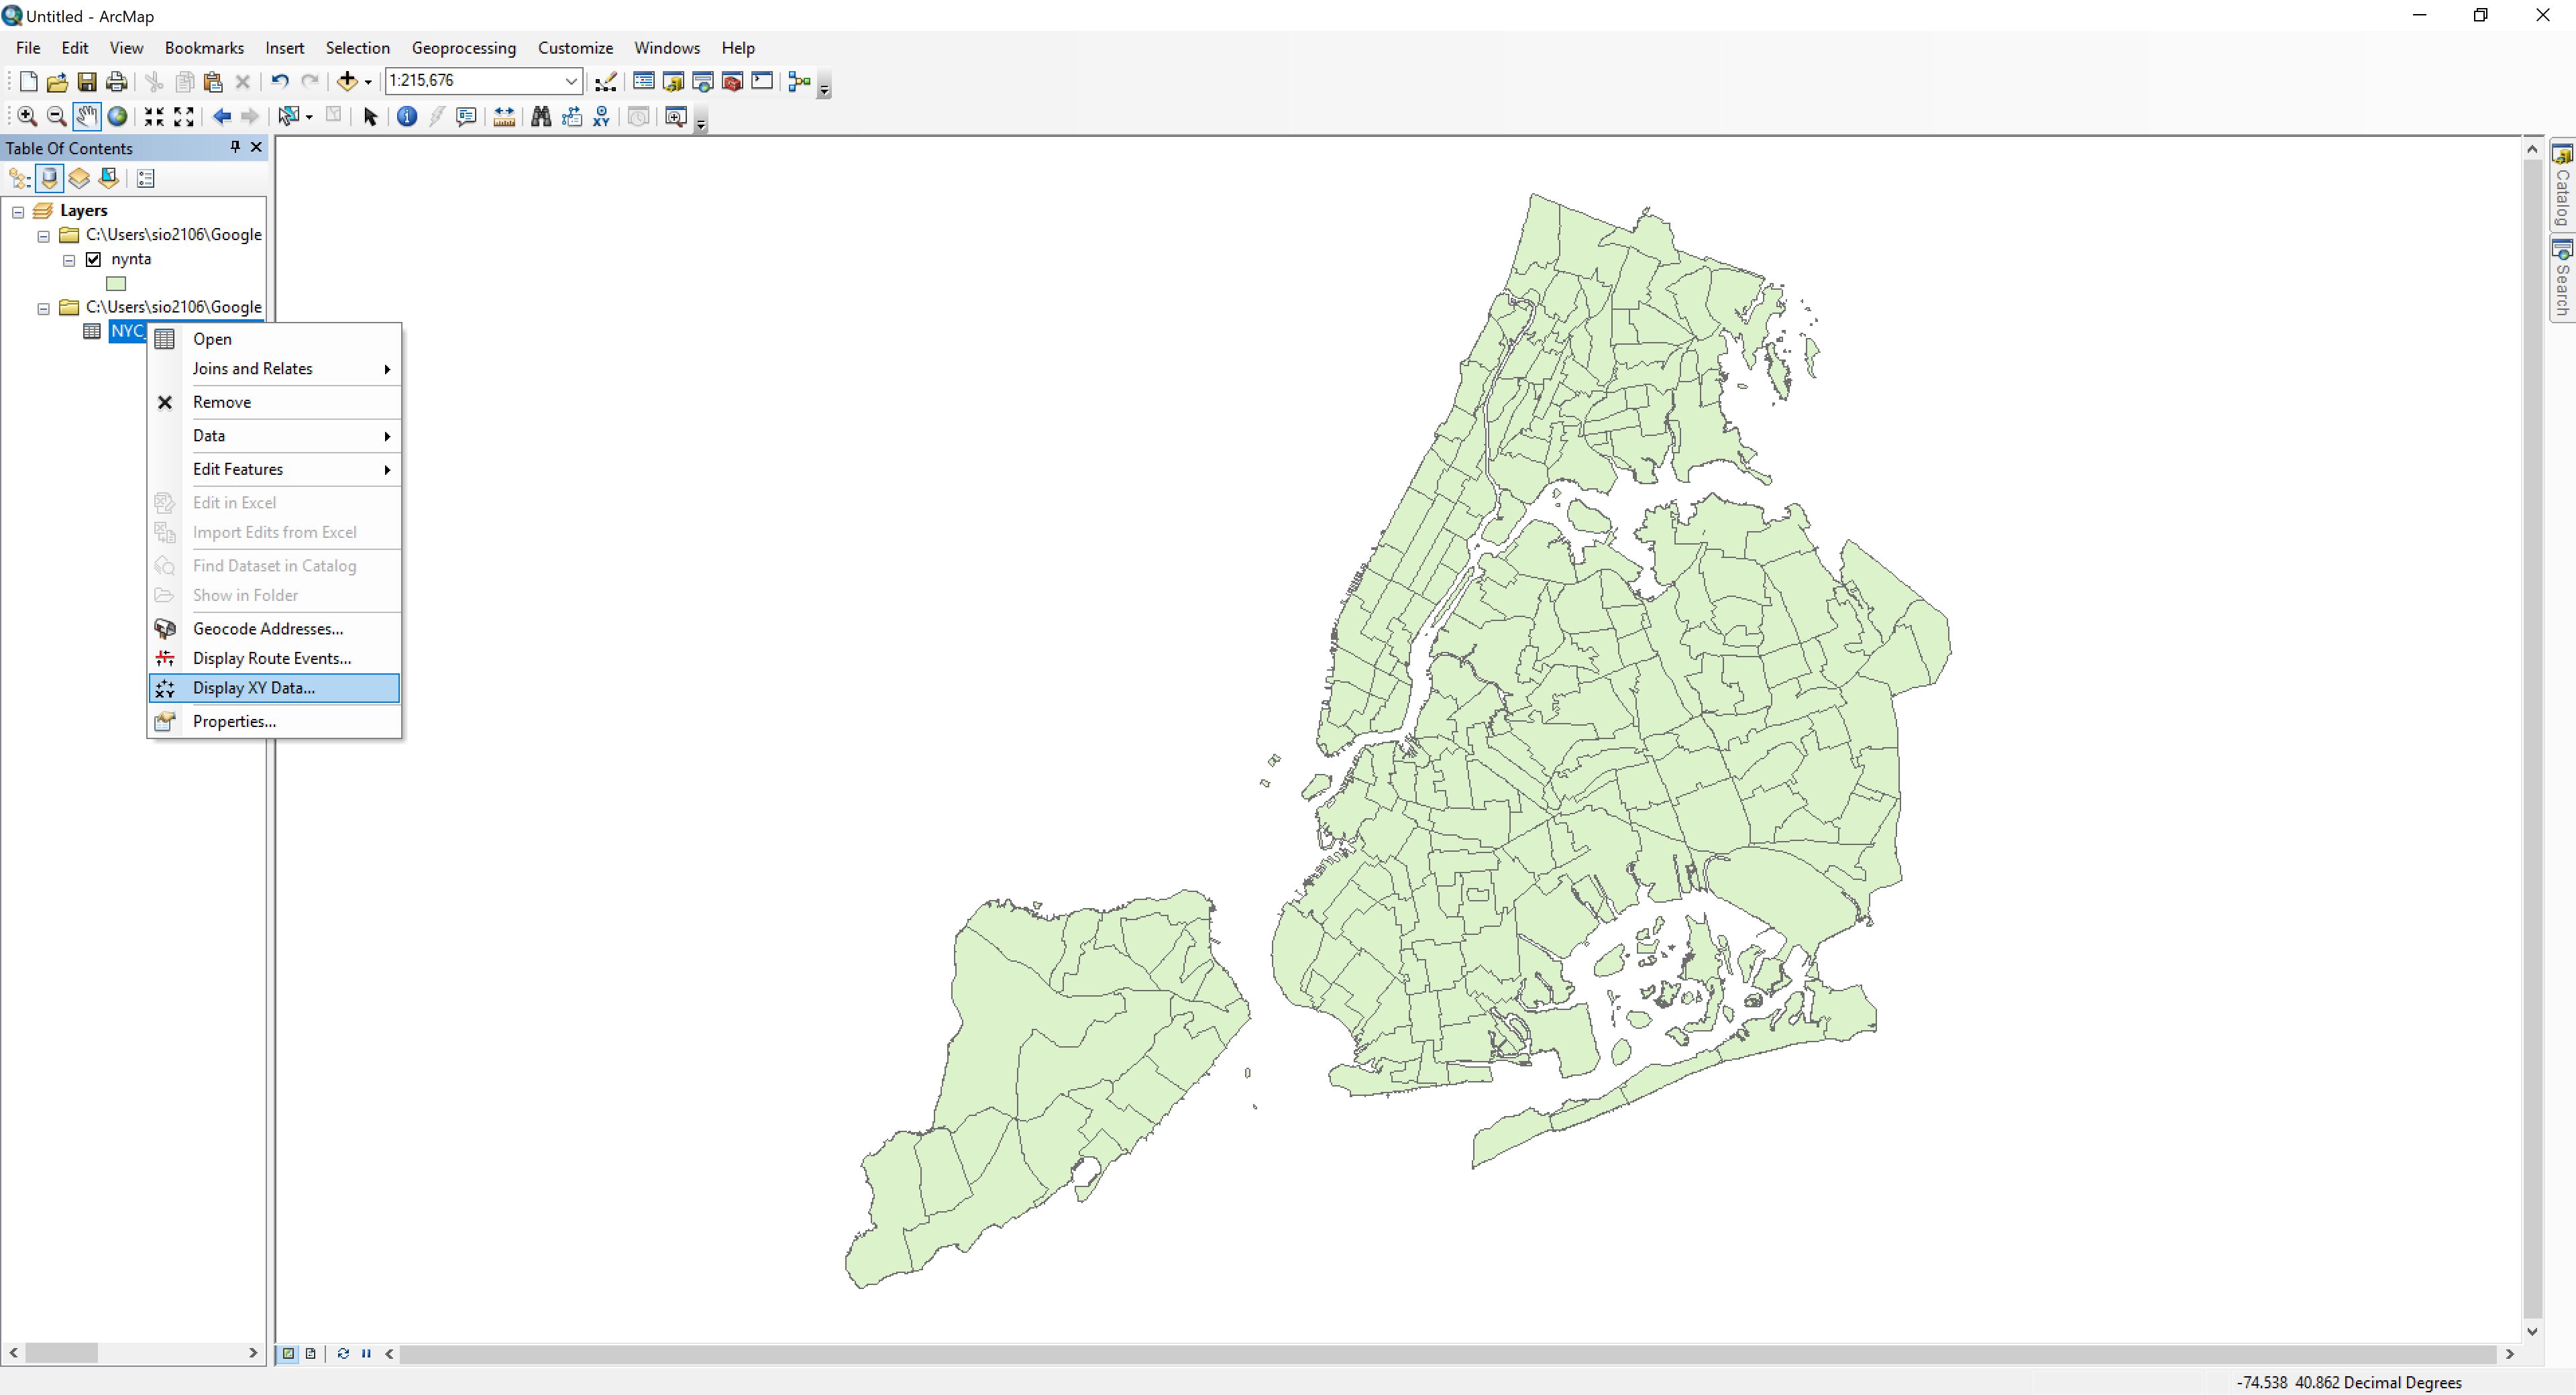 Untitled - ArcMap
File Edit View Bookmarks Insert Selection Geoprocessing Customize Windows Help
1:215,676
XY
Table Of Contents
Layers
C:\Users\sio2106\Google
nynta
C:\Users\sio2106\Google
NYC_
Open
Joins and Relates
Remove
Data
Edit Features
Edit in Excel
Import Edits from Excel
Find Dataset in Catalog
Show in Folder
Geocode Addresses...
Display Route Events...
XY Display XY Data...
Properties...
Catalog
Search
-74.538 40.862 Decimal Degrees